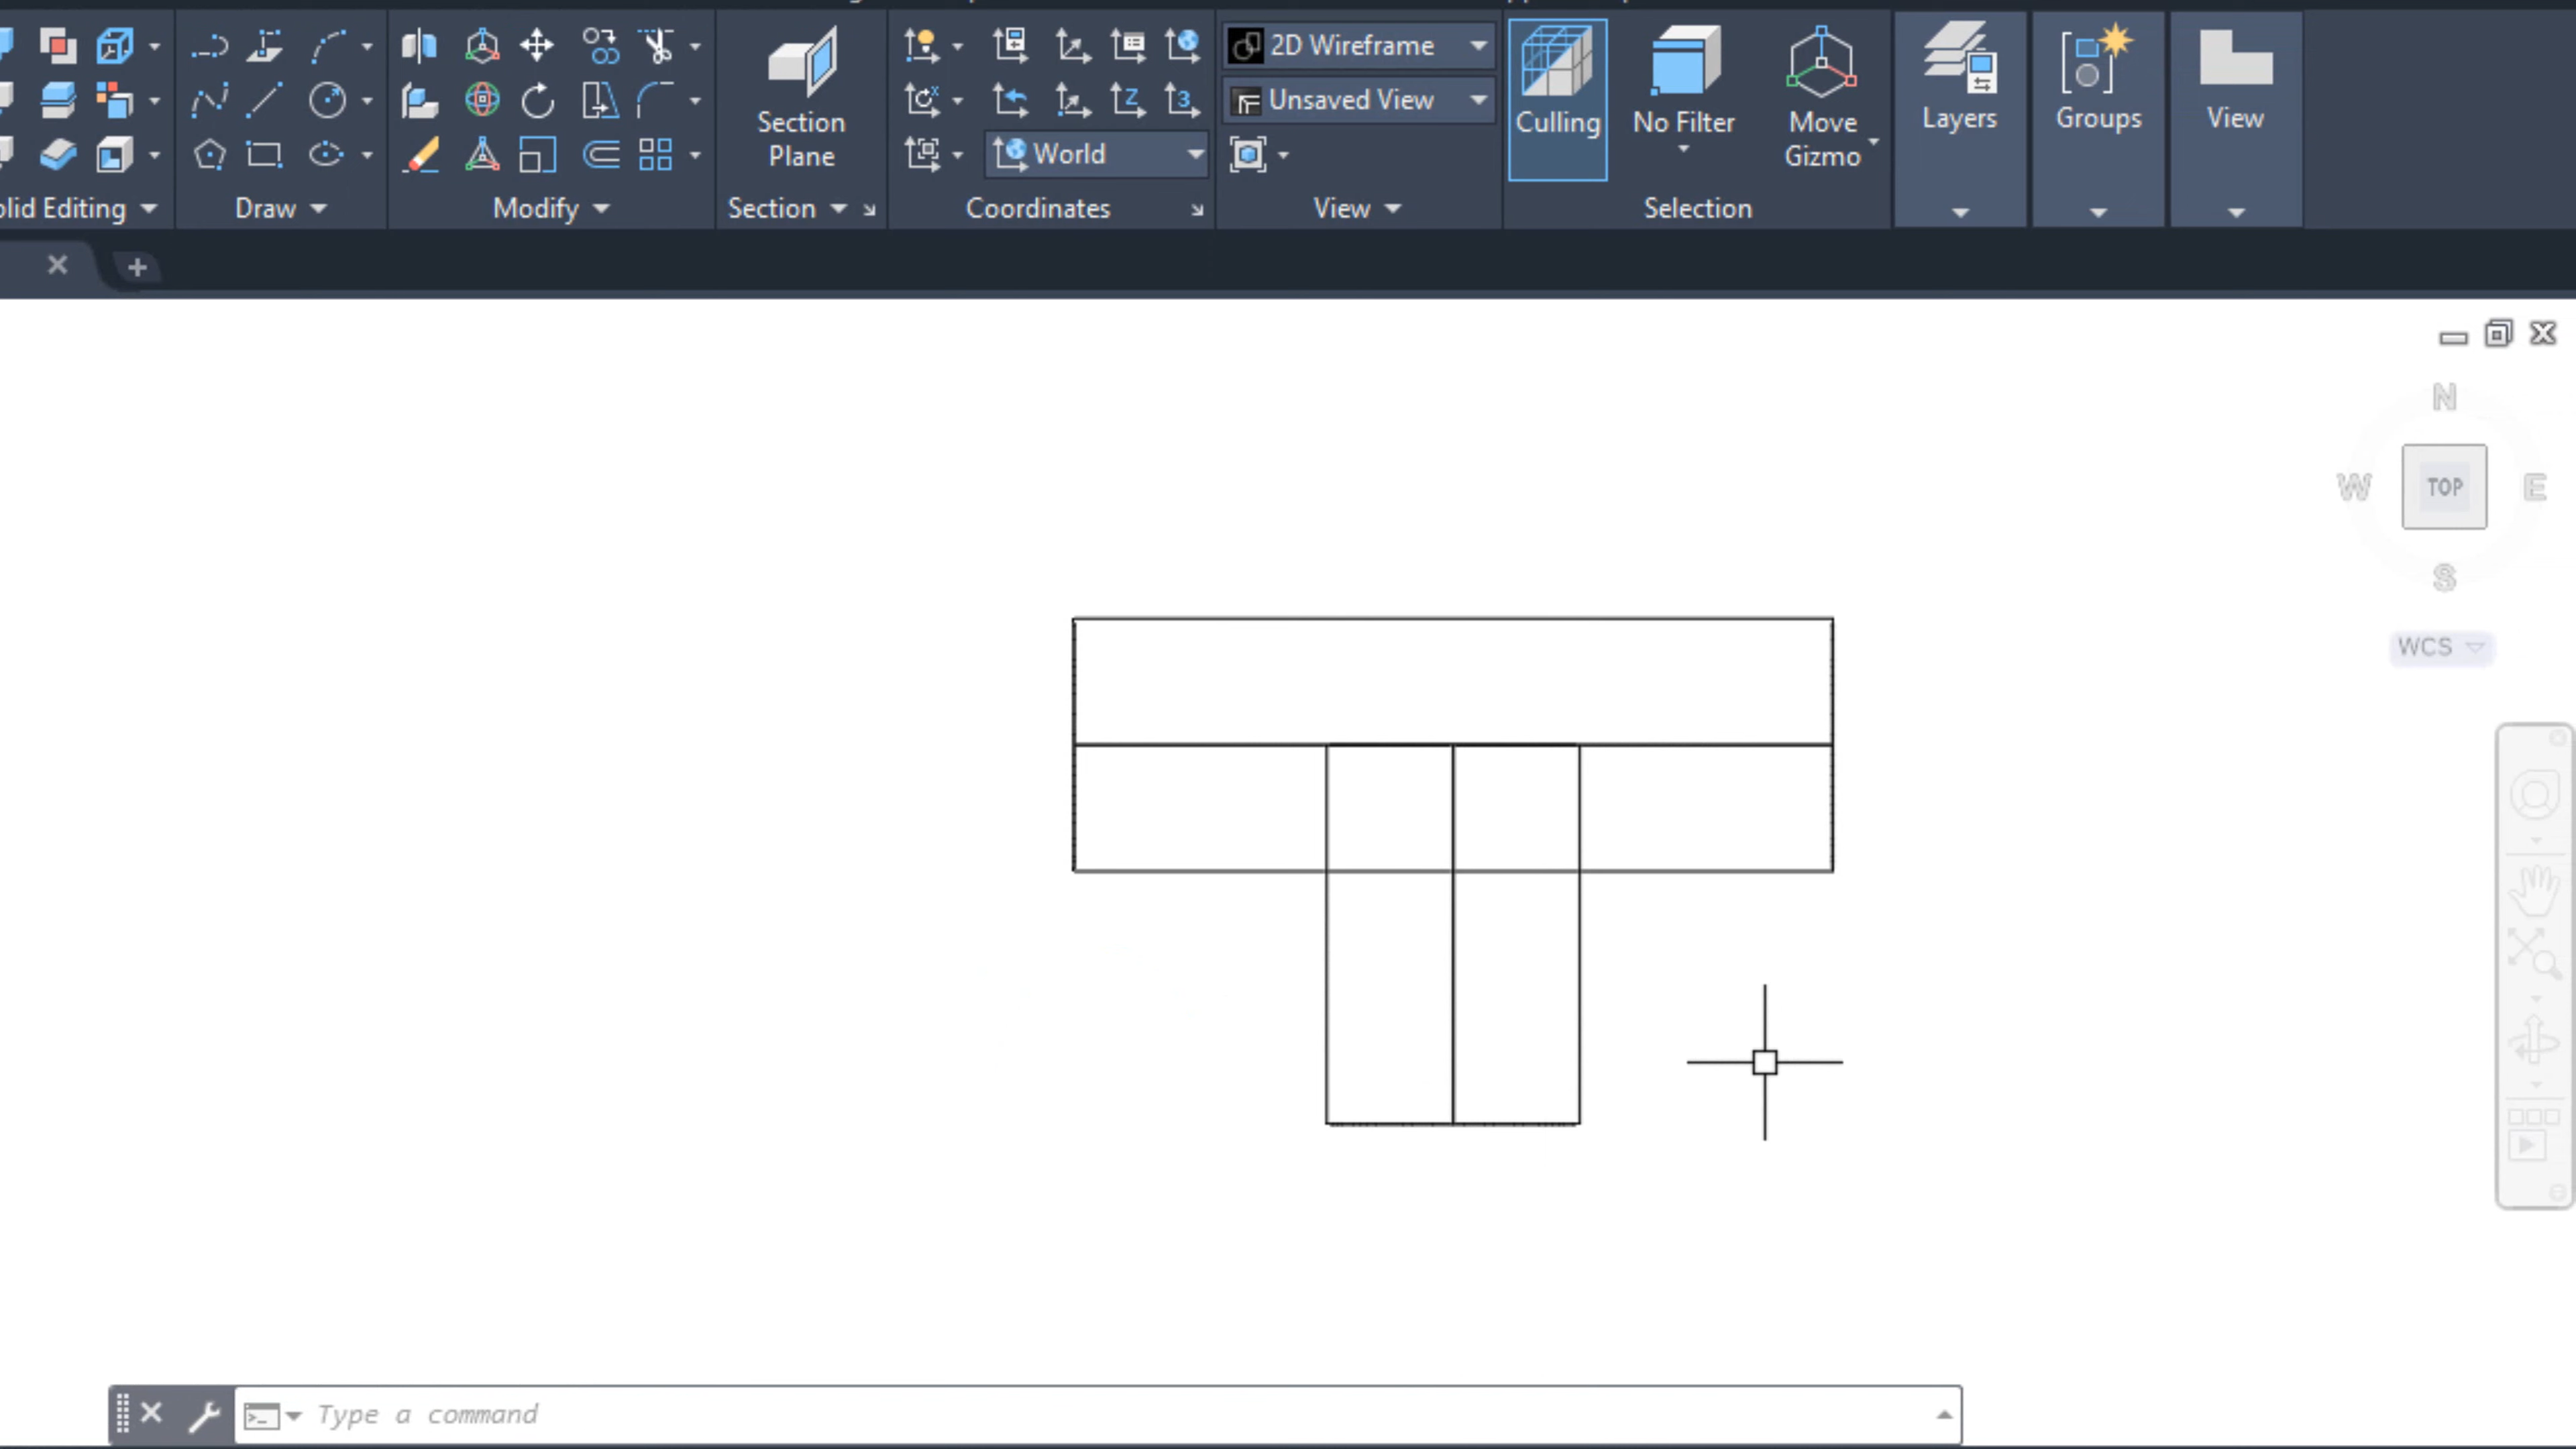 2D Wireframe
Unsaved View
World
Section
Plane
Culling
No Filter
Move
Gizmo
Layers
Groups
View
Editing
Draw
Modify
Section
Coordinates
View
Selection
N
W
TOP
E
S
WCS
Type a command